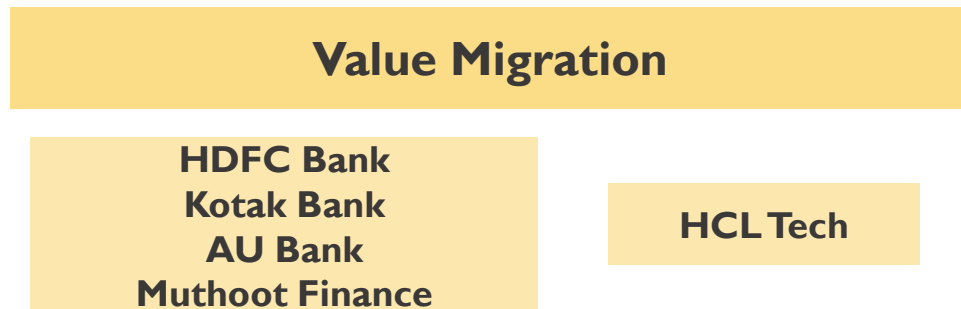 Value Migration
HDFC Bank
Kotak Bank
AU Bank
Muthoot Finance
HCL Tech